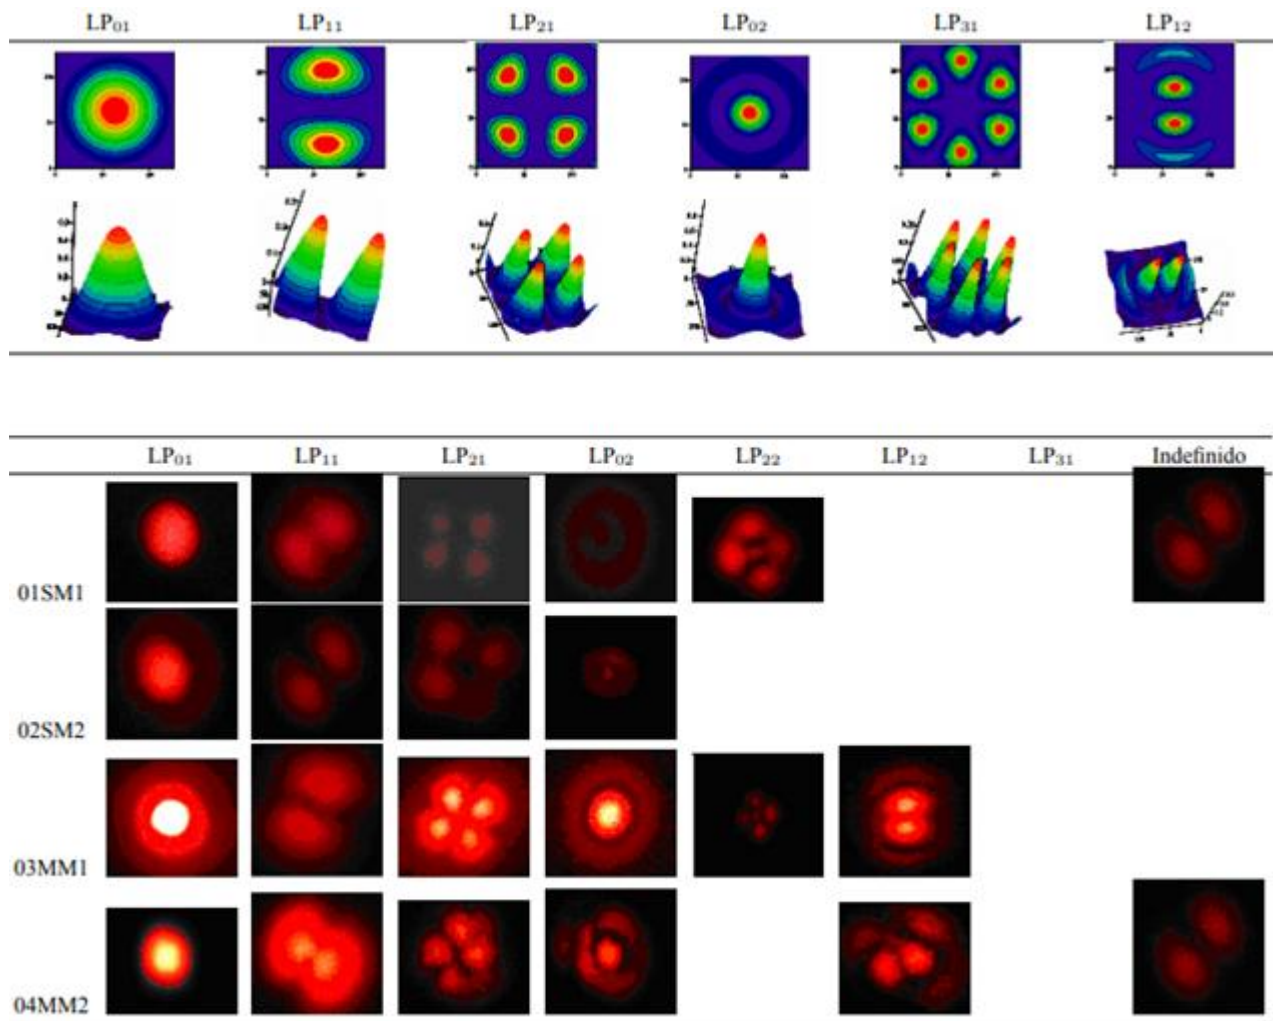 LP₀₁ LP₁₁ LP₂₁ LP₀₂ LP₃₁ LP₁₂
LP₀₁ LP₁₁ LP₂₁ LP₀₂ LP₂₂ LP₁₂ LP₃₁ Indefinido
01SM1
02SM2
03MM1
04MM2